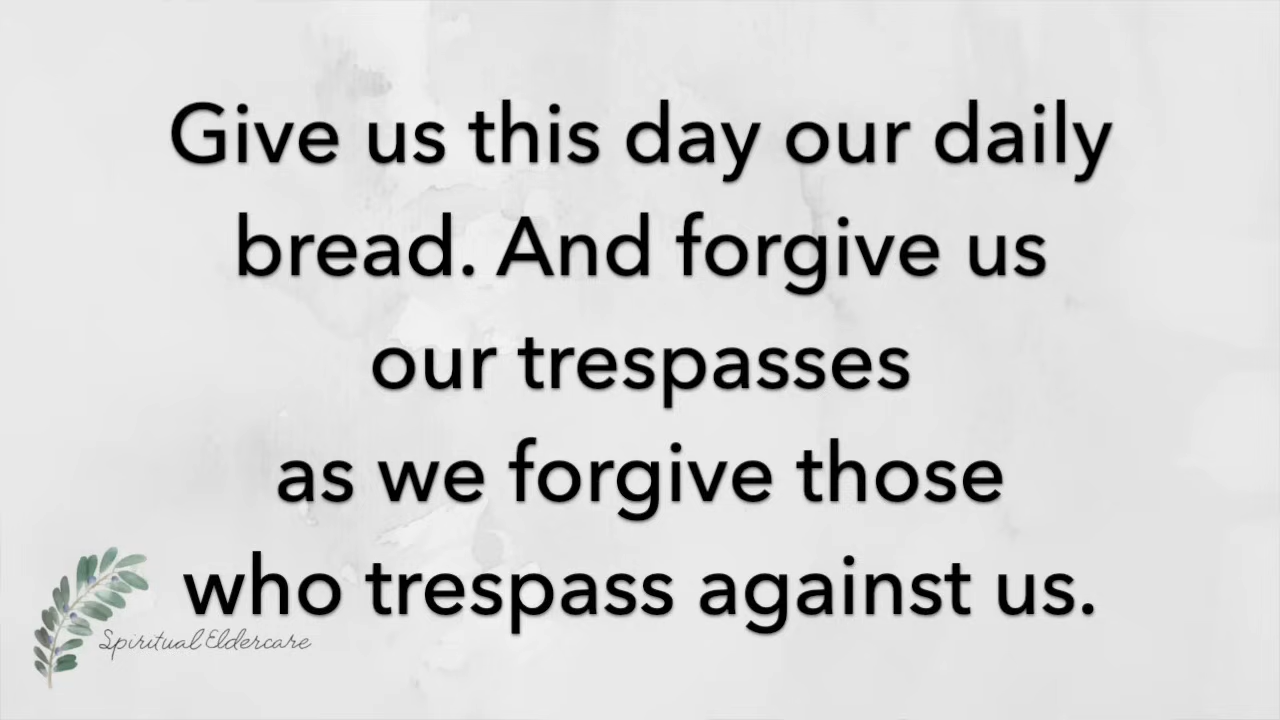 Give us this day our daily
bread. And forgive us
our trespasses
as we forgive those
who trespass against us.
Spiritual Eldercare